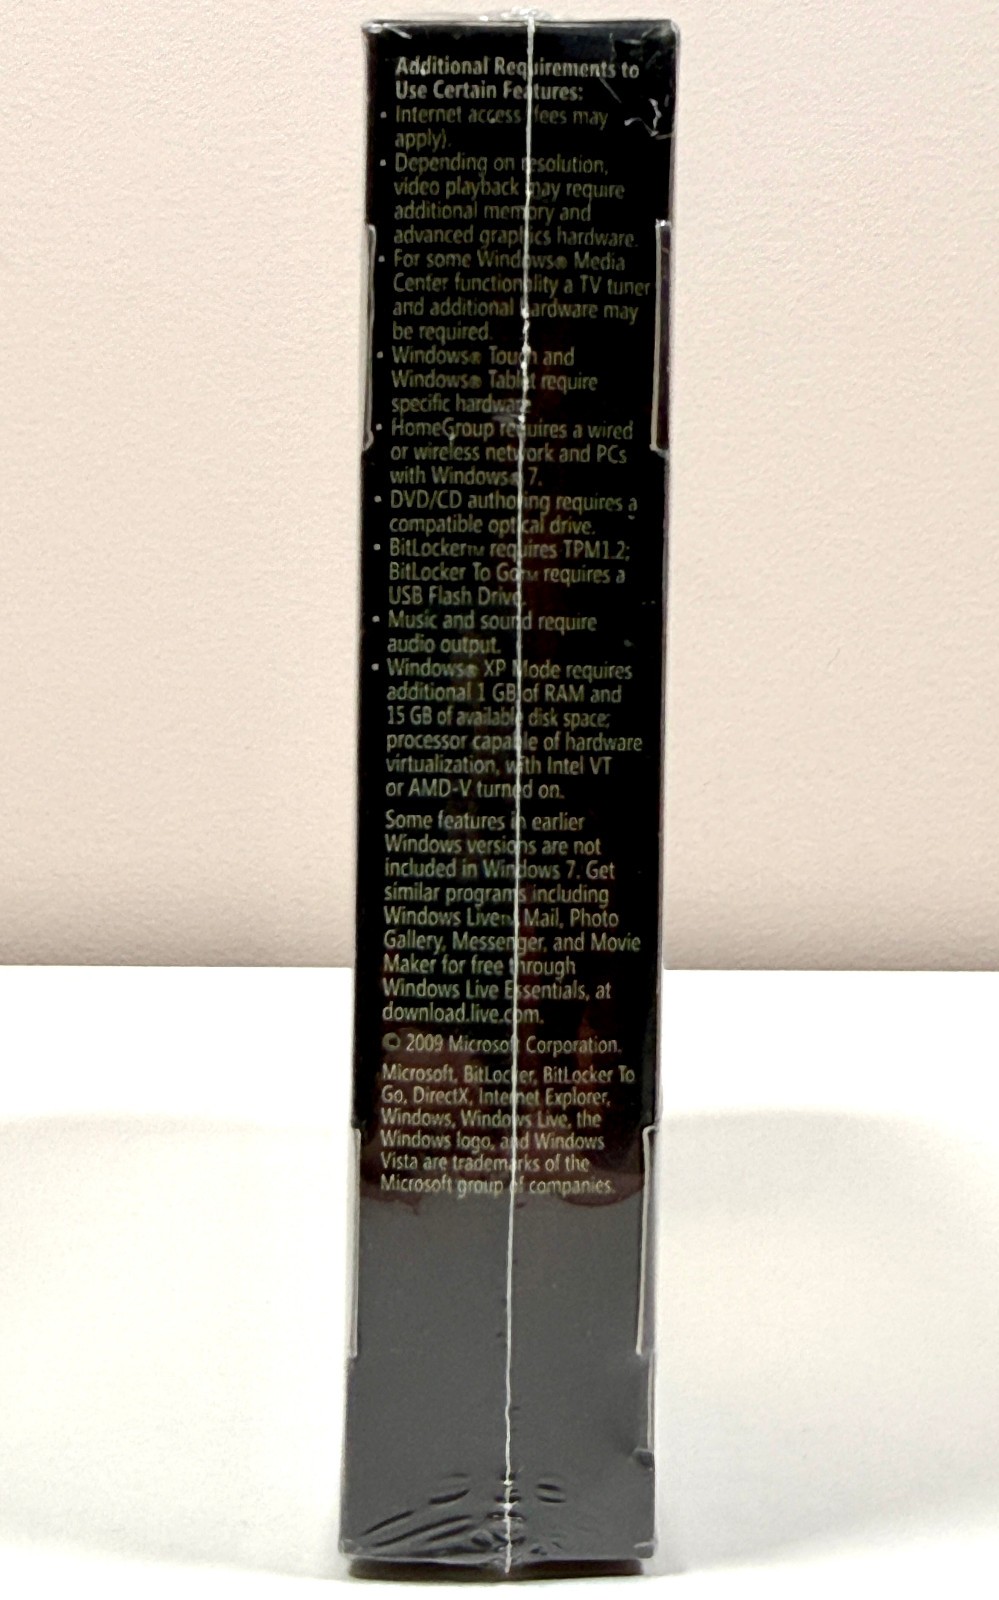 Additional Requirements to
Use Certain Features:
• Internet access (fees may
apply).
• Depending on resolution,
video playback may require
additional memory and
advanced graphics hardware.
• For some Windows® Media
Center functionality a TV tuner
and additional hardware may
be required.
• Windows® Touch and
Windows® Tablet require
specific hardware.
• HomeGroup requires a wired
or wireless network and PCs
with Windows® 7.
• DVD/CD authoring requires a
compatible optical drive.
• BitLocker™ requires TPM1.2;
BitLocker To Go™ requires a
USB Flash Drive.
• Music and sound require
audio output.
• Windows® XP Mode requires
additional 1 GB of RAM and
15 GB of available disk space;
processor capable of hardware
virtualization, with Intel VT
or AMD-V turned on.
Some features in earlier
Windows versions are not
included in Windows 7. Get
similar programs including
Windows Live™ Mail, Photo
Gallery, Messenger, and Movie
Maker for free through
Windows Live Essentials, at
download.live.com.
© 2009 Microsoft Corporation.
Microsoft, BitLocker, BitLocker To
Go, DirectX, Internet Explorer,
Windows, Windows Live, the
Windows logo, and Windows
Vista are trademarks of the
Microsoft group of companies.